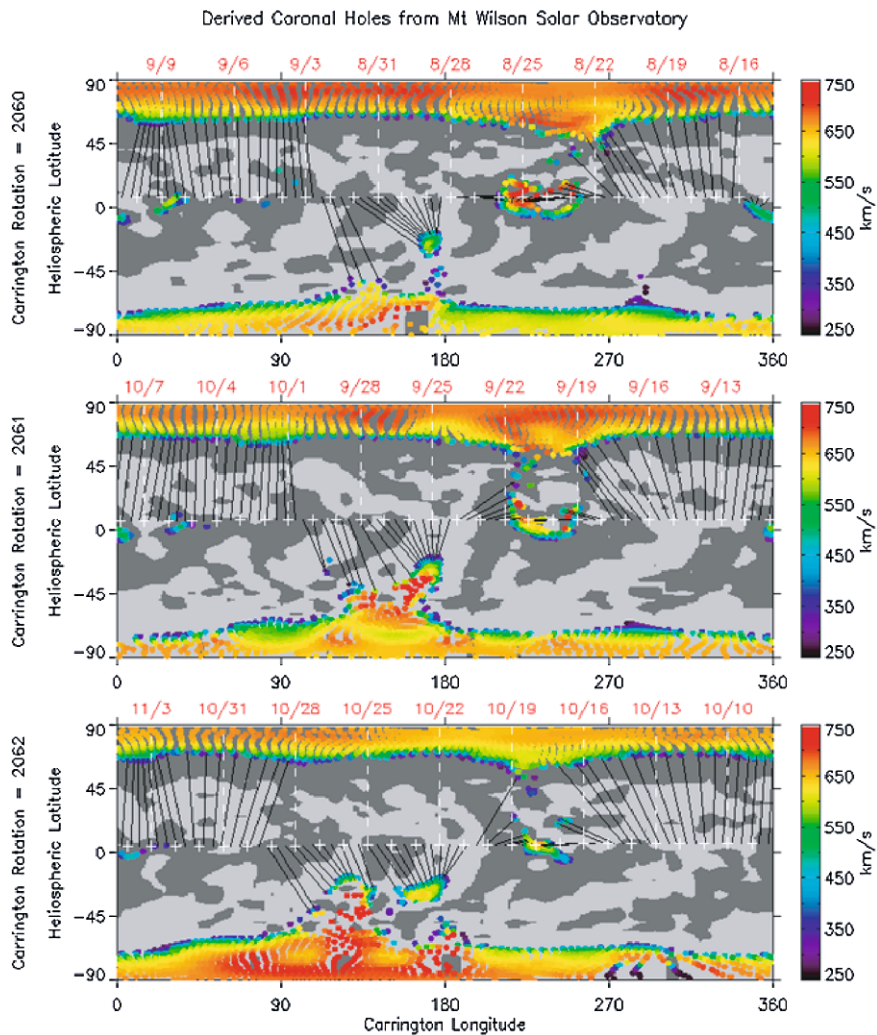 Derived Coronal Holes from Mt Wilson Solar Observatory
9/9 9/6 9/3 8/31 8/28 8/25 8/22 8/19 8/16
Carrington Rotation = 2060
Heliospheric Latitude
90
45
0
−45
−90
0 90 180 270 360
750
650
550
450
350
250
km/s
10/7 10/4 10/1 9/28 9/25 9/22 9/19 9/16 9/13
Carrington Rotation = 2061
Heliospheric Latitude
90
45
0
−45
−90
0 90 180 270 360
750
650
550
450
350
250
km/s
11/3 10/31 10/28 10/25 10/22 10/19 10/16 10/13 10/10
Carrington Rotation = 2062
Heliospheric Latitude
90
45
0
−45
−90
0 90 180 270 360
750
650
550
450
350
250
km/s
Carrington Longitude